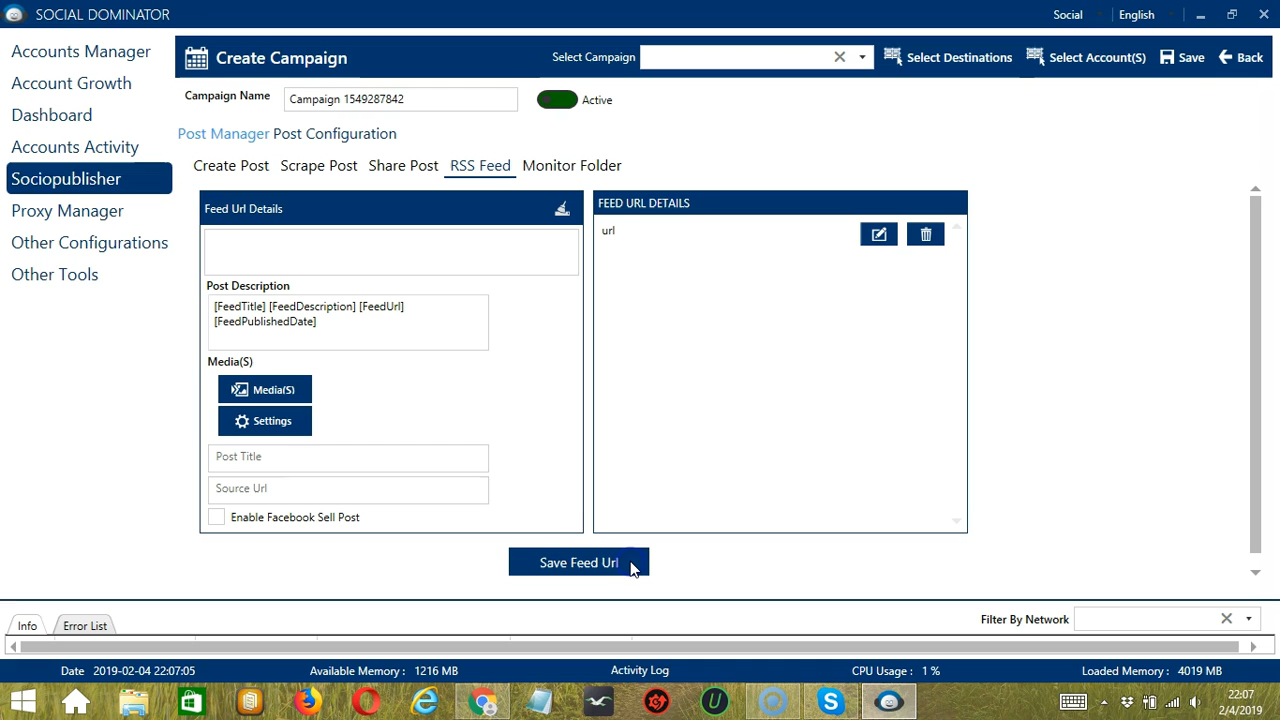 SOCIAL DOMINATOR
Social
English
Accounts Manager
Account Growth
Dashboard
Accounts Activity
Sociopublisher
Proxy Manager
Other Configurations
Other Tools
Create Campaign
Select Campaign
Select Destinations
Select Account(S)
Save
Back
Campaign Name
Campaign 1549287842
Active
Post Manager Post Configuration
Create Post Scrape Post Share Post RSS Feed Monitor Folder
Feed Url Details
Post Description
[FeedTitle] [FeedDescription] [FeedUrl]
[FeedPublishedDate]
Media(S)
Media(S)
Settings
Post Title
Source Url
Enable Facebook Sell Post
FEED URL DETAILS
url
Save Feed Url
Info
Error List
Filter By Network
Date 2019-02-04 22:07:05
Available Memory : 1216 MB
Activity Log
CPU Usage : 1 %
Loaded Memory : 4019 MB
22:07
2/4/2019